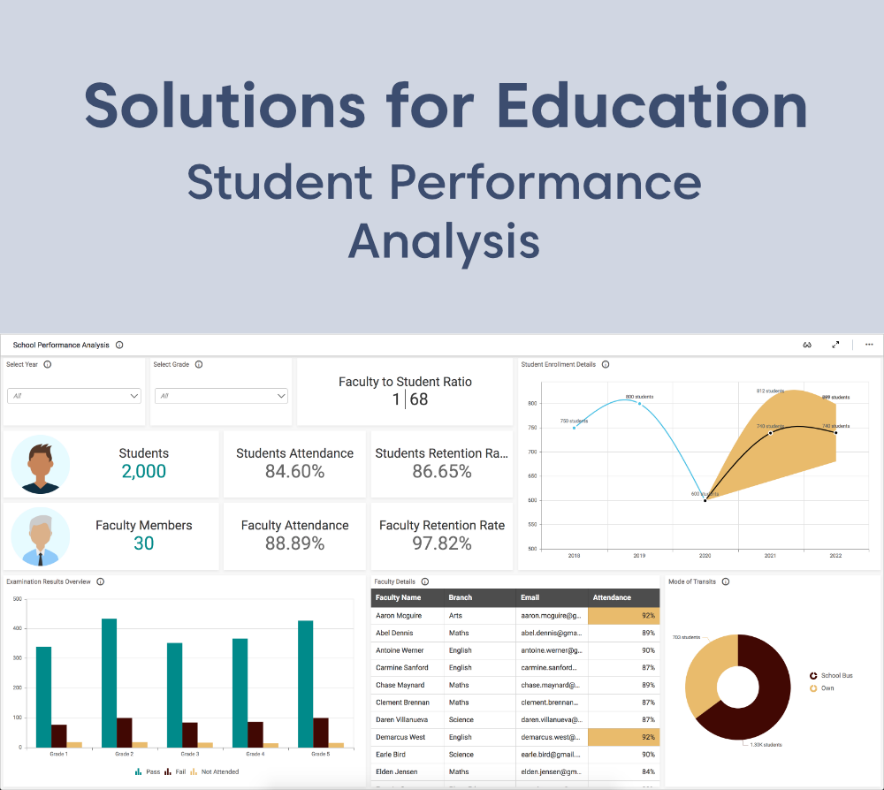 Solutions for Education
Student Performance
Analysis
School Performance Analysis
Select Year
All
Select Grade
All
Faculty to Student Ratio
1|68
Students
2,000
Students Attendance
84.60%
Students Retention Ra...
86.65%
Faculty Members
30
Faculty Attendance
88.89%
Faculty Retention Rate
97.82%
Student Enrollment Details
800
750
700
650
600
550
500
750 students
800 students
600 students
740 students
740 students
2018 2019 2020 2021 2022
Examination Results Overview
500
400
300
200
100
0
Grade 1 Grade 2 Grade 3 Grade 4 Grade 5
Pass Fail Not Attended
Faculty Details
Faculty Name Branch Email Attendance
Aaron Mcguire Arts aaron.mcguire@g... 92%
Abel Dennis Maths abel.dennis@gma... 89%
Antoine Werner English antoine.werner@g... 90%
Carmine Sanford English carmine.sanford... 87%
Chase Maynard Maths chase.maynard@... 89%
Clement Brennan Maths clement.brennan... 87%
Daren Villanueva Science daren.villanueva@... 87%
Demarcus West English demarcus.west@... 92%
Earle Bird Science earle.bird@gmail.... 90%
Elden Jensen Maths elden.jensen@gm... 84%
Mode of Transits
702 students
School Bus
Own
1.30K students